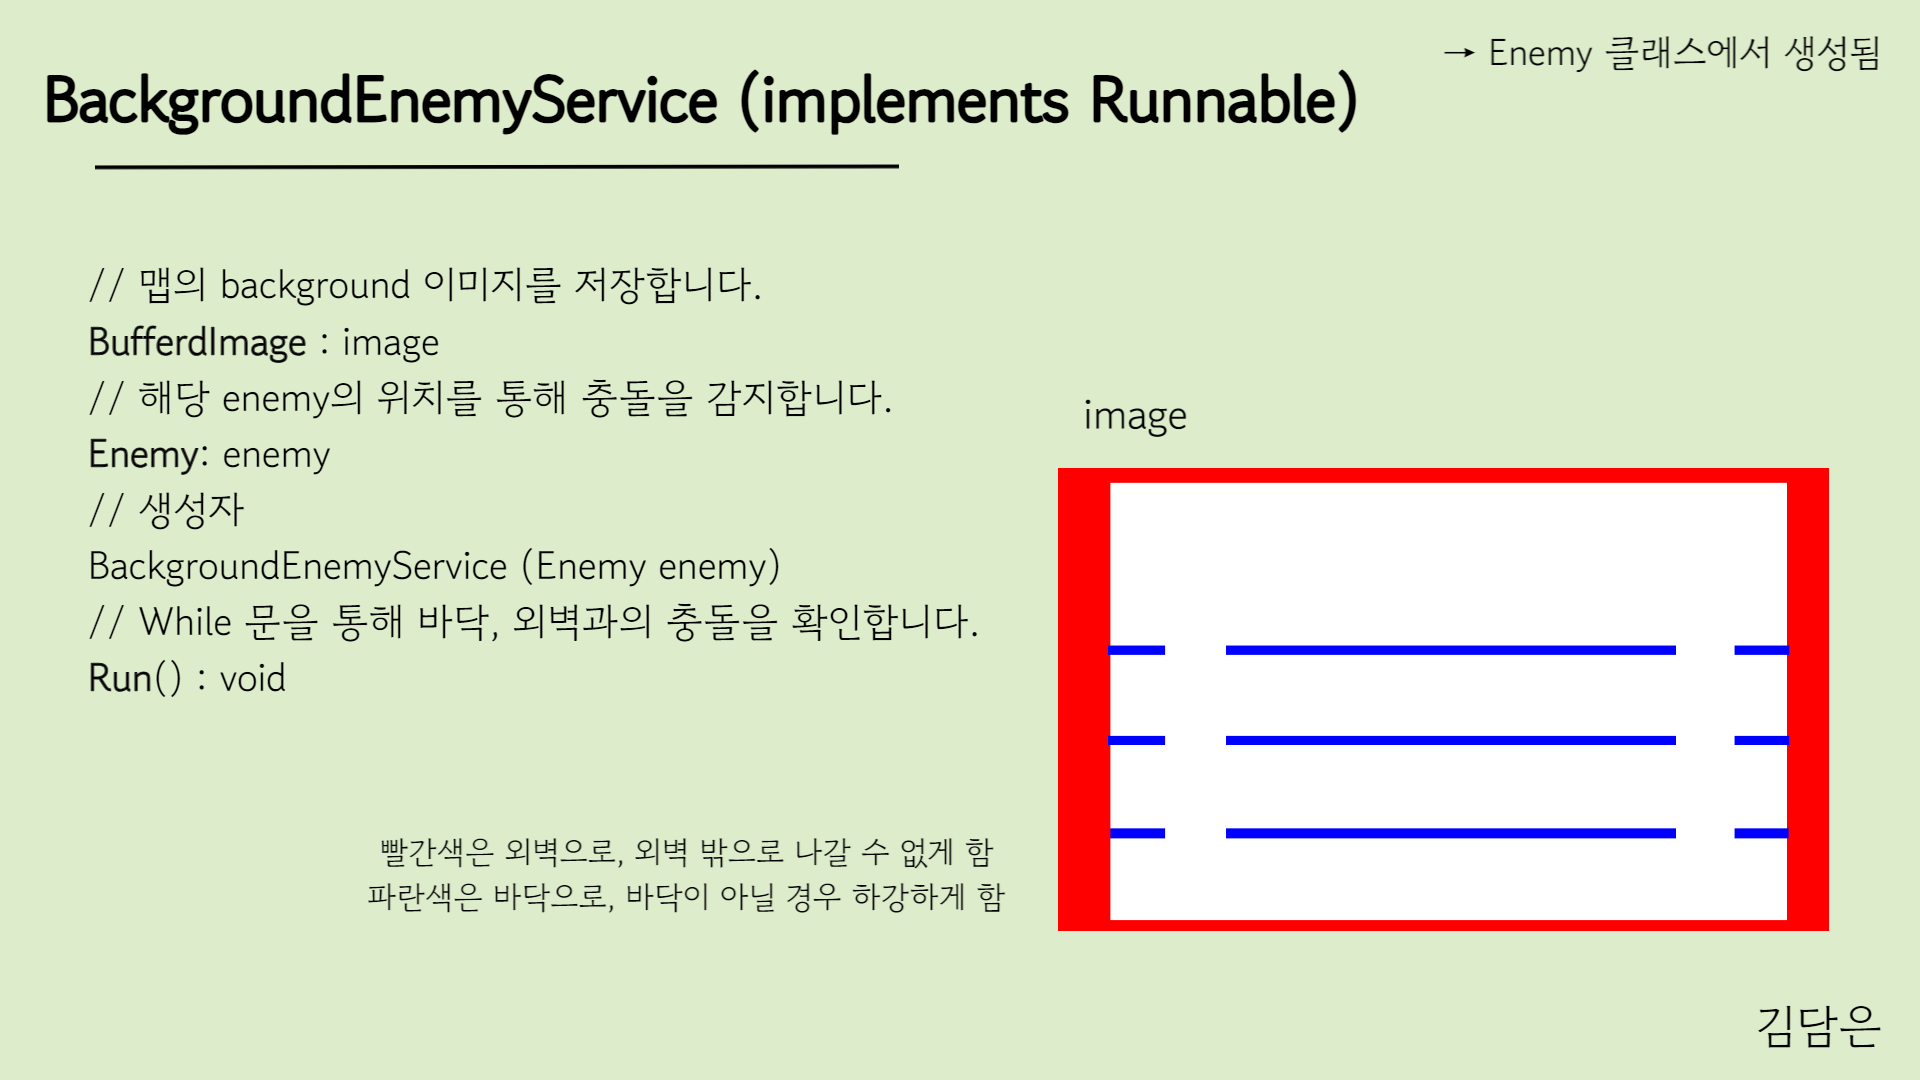 → Enemy 클래스에서 생성됨
BackgroundEnemyService (implements Runnable)
// 맵의 background 이미지를 저장합니다.
BufferdImage : image
// 해당 enemy의 위치를 통해 충돌을 감지합니다.
Enemy: enemy
// 생성자
BackgroundEnemyService (Enemy enemy)
// While 문을 통해 바닥, 외벽과의 충돌을 확인합니다.
Run() : void
image
빨간색은 외벽으로, 외벽 밖으로 나갈 수 없게 함
파란색은 바닥으로, 바닥이 아닐 경우 하강하게 함
김담은